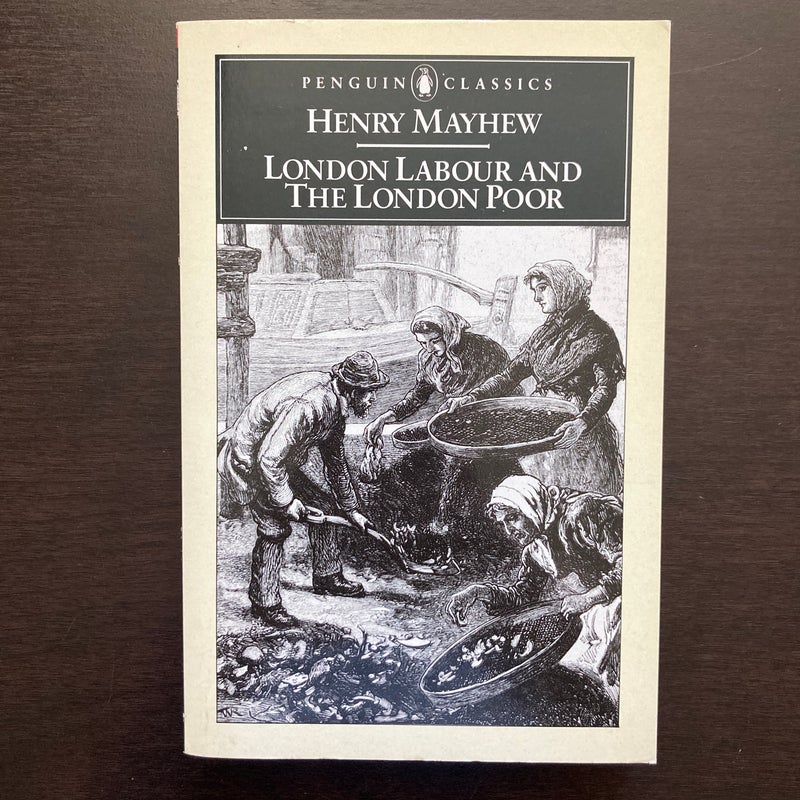 PENGUIN CLASSICS
HENRY MAYHEW
LONDON LABOUR AND
THE LONDON POOR